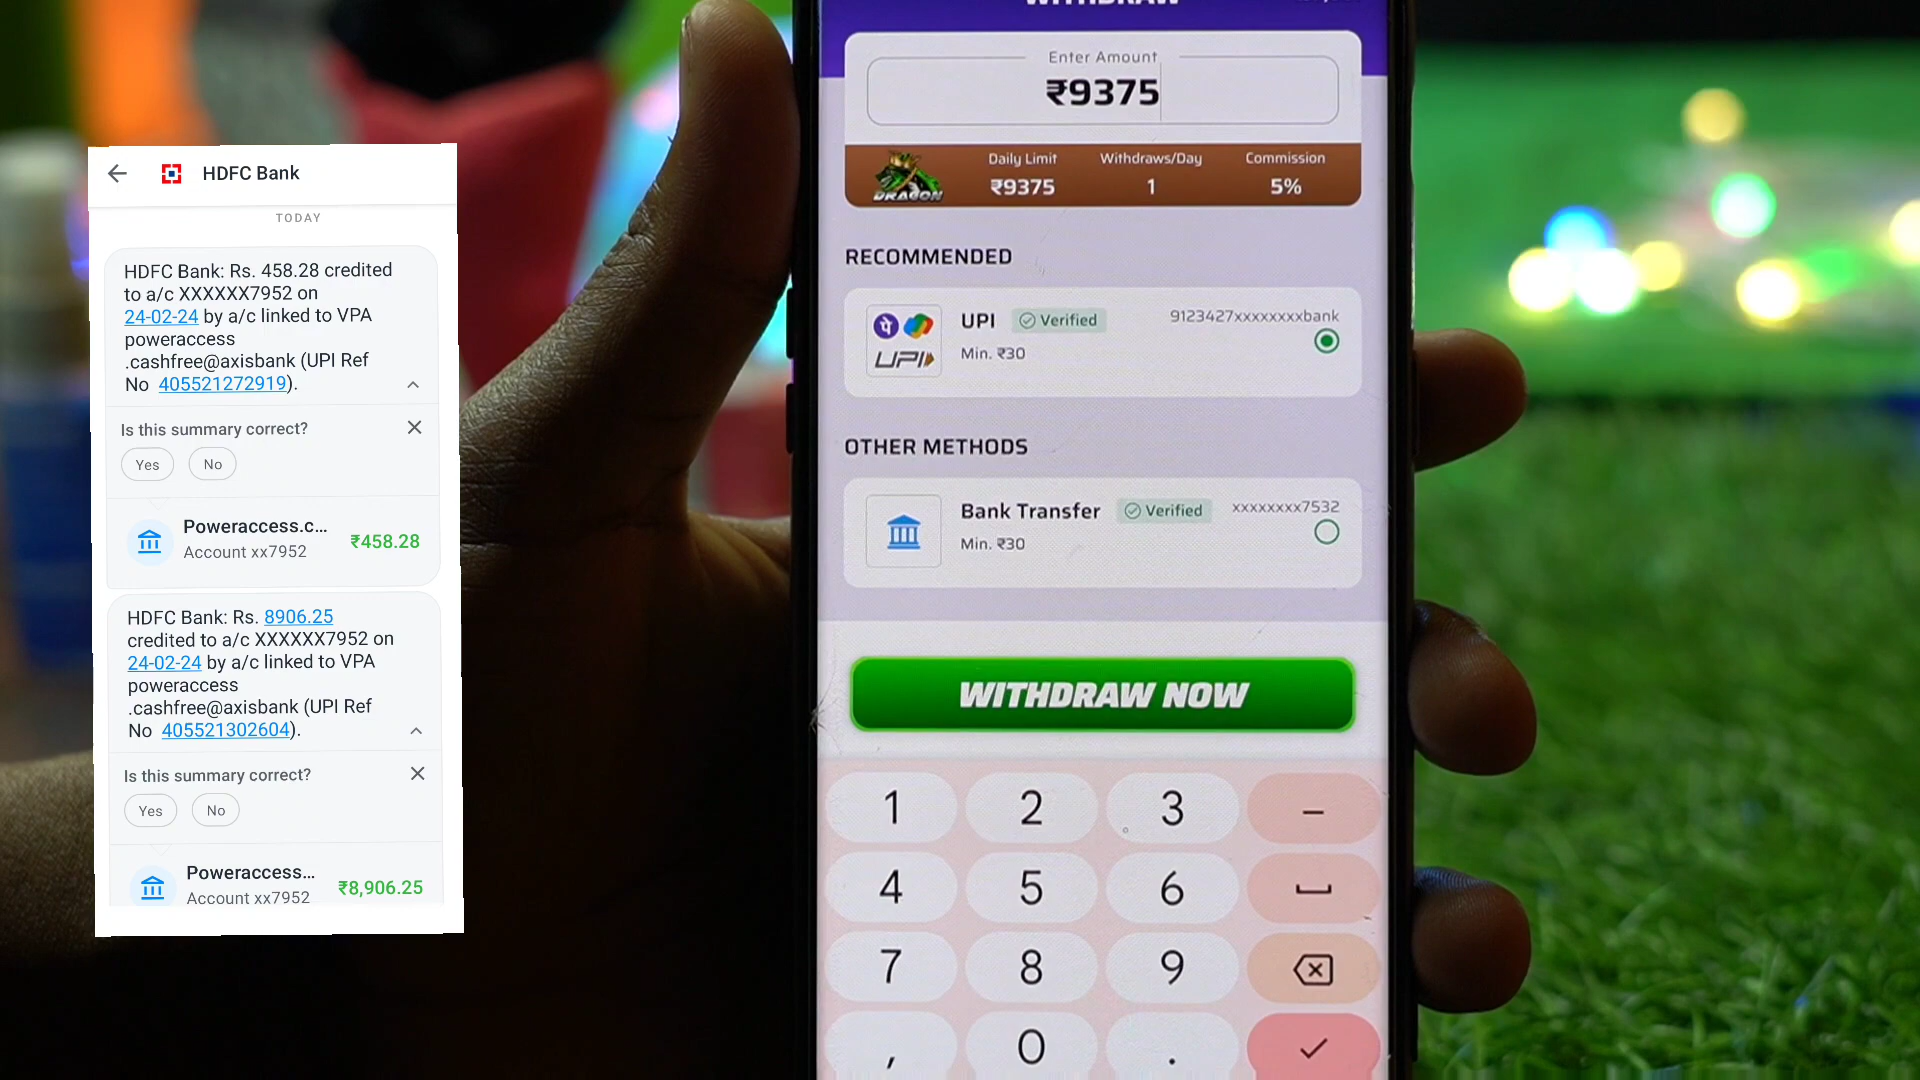 HDFC Bank
TODAY
HDFC Bank: Rs. 458.28 credited
to a/c XXXXXX7952 on
24-02-24 by a/c linked to VPA
poweraccess
.cashfree@axisbank (UPI Ref
No 405521272919).
Is this summary correct?
Yes No
Poweraccess.c...
Account xx7952
₹458.28
HDFC Bank: Rs. 8906.25
credited to a/c XXXXXX7952 on
24-02-24 by a/c linked to VPA
poweraccess
.cashfree@axisbank (UPI Ref
No 405521302604).
Is this summary correct?
Yes No
Poweraccess...
Account xx7952
₹8,906.25
WITHDRAW
Enter Amount
₹9375
DRAGON
Daily Limit Withdraws/Day Commission
₹9375 1 5%
RECOMMENDED
UPI Verified 9123427xxxxxxxxbank
Min. ₹30
UPI
OTHER METHODS
Bank Transfer Verified xxxxxxxx7532
Min. ₹30
WITHDRAW NOW
1 2 3 –
4 5 6
7 8 9
, 0 .